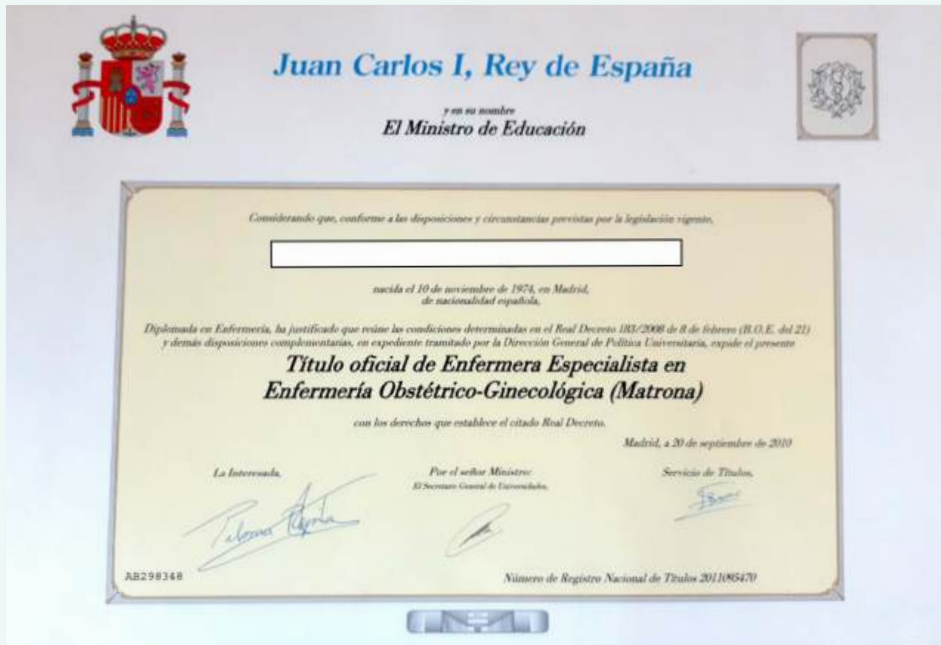 Juan Carlos I, Rey de España
y en su nombre
El Ministro de Educación
Considerando que, conforme a las disposiciones y circunstancias previstas por la legislación vigente,
nacida el 10 de noviembre de 1974, en Madrid,
de nacionalidad española,
Diplomada en Enfermería, ha justificado que reúne las condiciones determinadas en el Real Decreto 183/2008 de 8 de febrero (B.O.E. del 21)
y demás disposiciones complementarias, en expediente tramitado por la Dirección General de Política Universitaria, expide el presente
Título oficial de Enfermera Especialista en
Enfermería Obstétrico-Ginecológica (Matrona)
con los derechos que establece el citado Real Decreto.
Madrid, a 20 de septiembre de 2010
La Interesada, Por el señor Ministro: Servicio de Títulos,
El Secretario General de Universidades,
Paloma
AB298348 Número de Registro Nacional de Títulos 2011095470